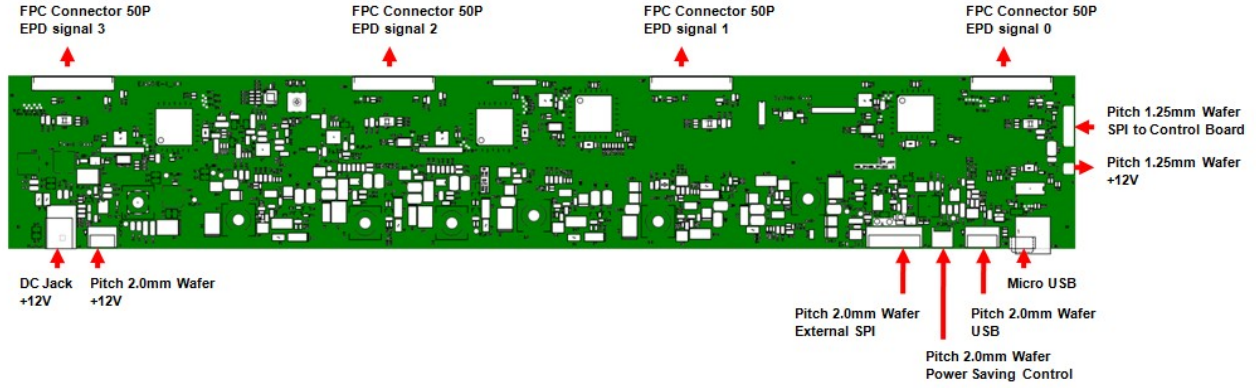 FPC Connector 50P
EPD signal 3
FPC Connector 50P
EPD signal 2
FPC Connector 50P
EPD signal 1
FPC Connector 50P
EPD signal 0
Pitch 1.25mm Wafer
SPI to Control Board
Pitch 1.25mm Wafer
+12V
DC Jack
+12V
Pitch 2.0mm Wafer
+12V
Micro USB
Pitch 2.0mm Wafer
External SPI
Pitch 2.0mm Wafer
USB
Pitch 2.0mm Wafer
Power Saving Control